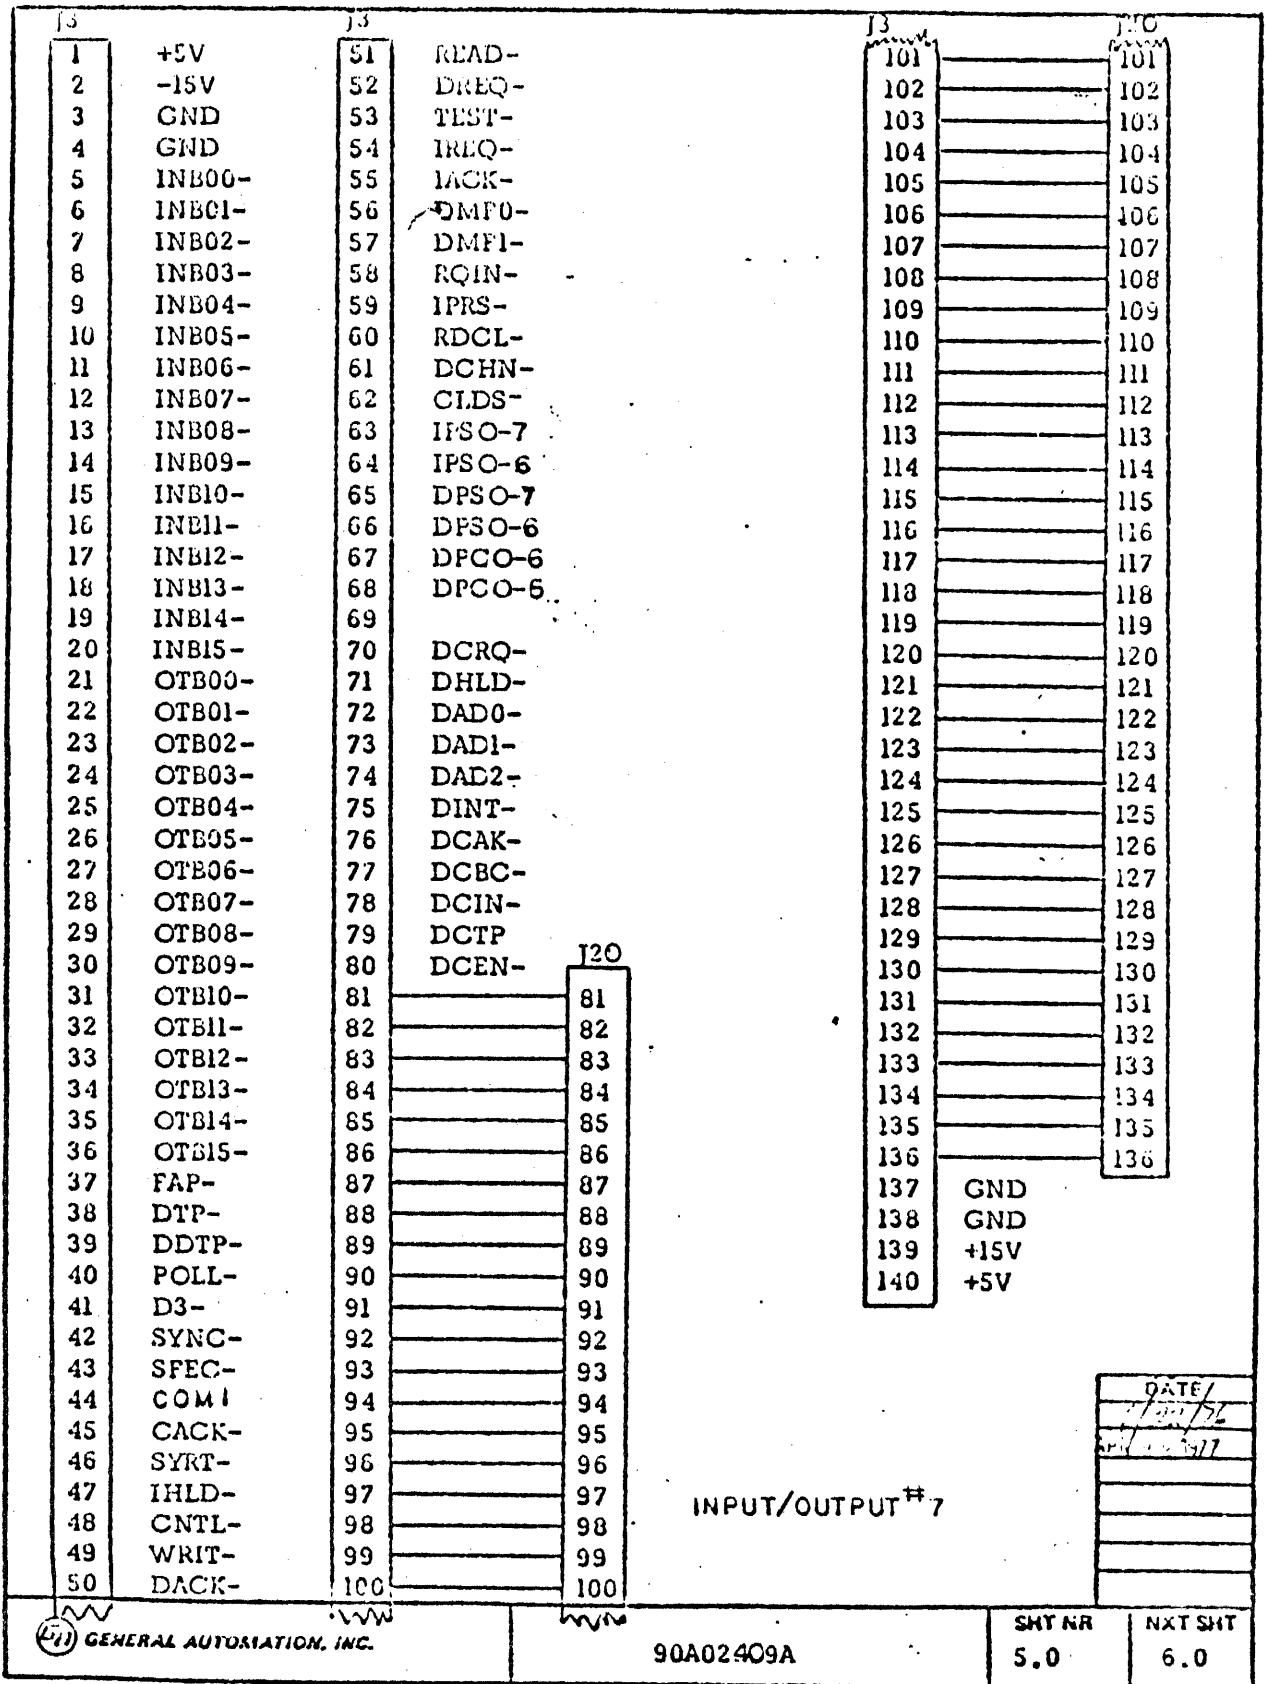 J3
1 +5V
2 -15V
3 GND
4 GND
5 INB00-
6 INB01-
7 INB02-
8 INB03-
9 INB04-
10 INB05-
11 INB06-
12 INB07-
13 INB08-
14 INB09-
15 INB10-
16 INB11-
17 INB12-
18 INB13-
19 INB14-
20 INB15-
21 OTB00-
22 OTB01-
23 OTB02-
24 OTB03-
25 OTB04-
26 OTB05-
27 OTB06-
28 OTB07-
29 OTB08-
30 OTB09-
31 OTB10-
32 OTB11-
33 OTB12-
34 OTB13-
35 OTB14-
36 OTB15-
37 FAP-
38 DTP-
39 DDTP-
40 POLL-
41 D3-
42 SYNC-
43 SPEC-
44 COM1
45 CACK-
46 SYRT-
47 IHLD-
48 CNTL-
49 WRIT-
50 DACK-
J3
51 READ-
52 DREQ-
53 TEST-
54 IREQ-
55 IACK-
56 DMP0-
57 DMP1-
58 RQIN-
59 IPRS-
60 RDCL-
61 DCHN-
62 CLDS-
63 IPSO-7
64 IPSO-6
65 DPSO-7
66 DPSO-6
67 DPCO-6
68 DPCO-5
69
70 DCRQ-
71 DHLD-
72 DAD0-
73 DAD1-
74 DAD2-
75 DINT-
76 DCAK-
77 DCBC-
78 DCIN-
79 DCTP
80 DCEN-
J20
81 81
82 82
83 83
84 84
85 85
86 86
87 87
88 88
89 89
90 90
91 91
92 92
93 93
94 94
95 95
96 96
97 97
98 98
99 99
100 100
J3 J20
101 101
102 102
103 103
104 104
105 105
106 106
107 107
108 108
109 109
110 110
111 111
112 112
113 113
114 114
115 115
116 116
117 117
118 118
119 119
120 120
121 121
122 122
123 123
124 124
125 125
126 126
127 127
128 128
129 129
130 130
131 131
132 132
133 133
134 134
135 135
136 136
137 GND
138 GND
139 +15V
140 +5V
DATE
1977
INPUT/OUTPUT #7
GENERAL AUTOMATION, INC.
90A02409A
SHT NR
5.0
NXT SHT
6.0